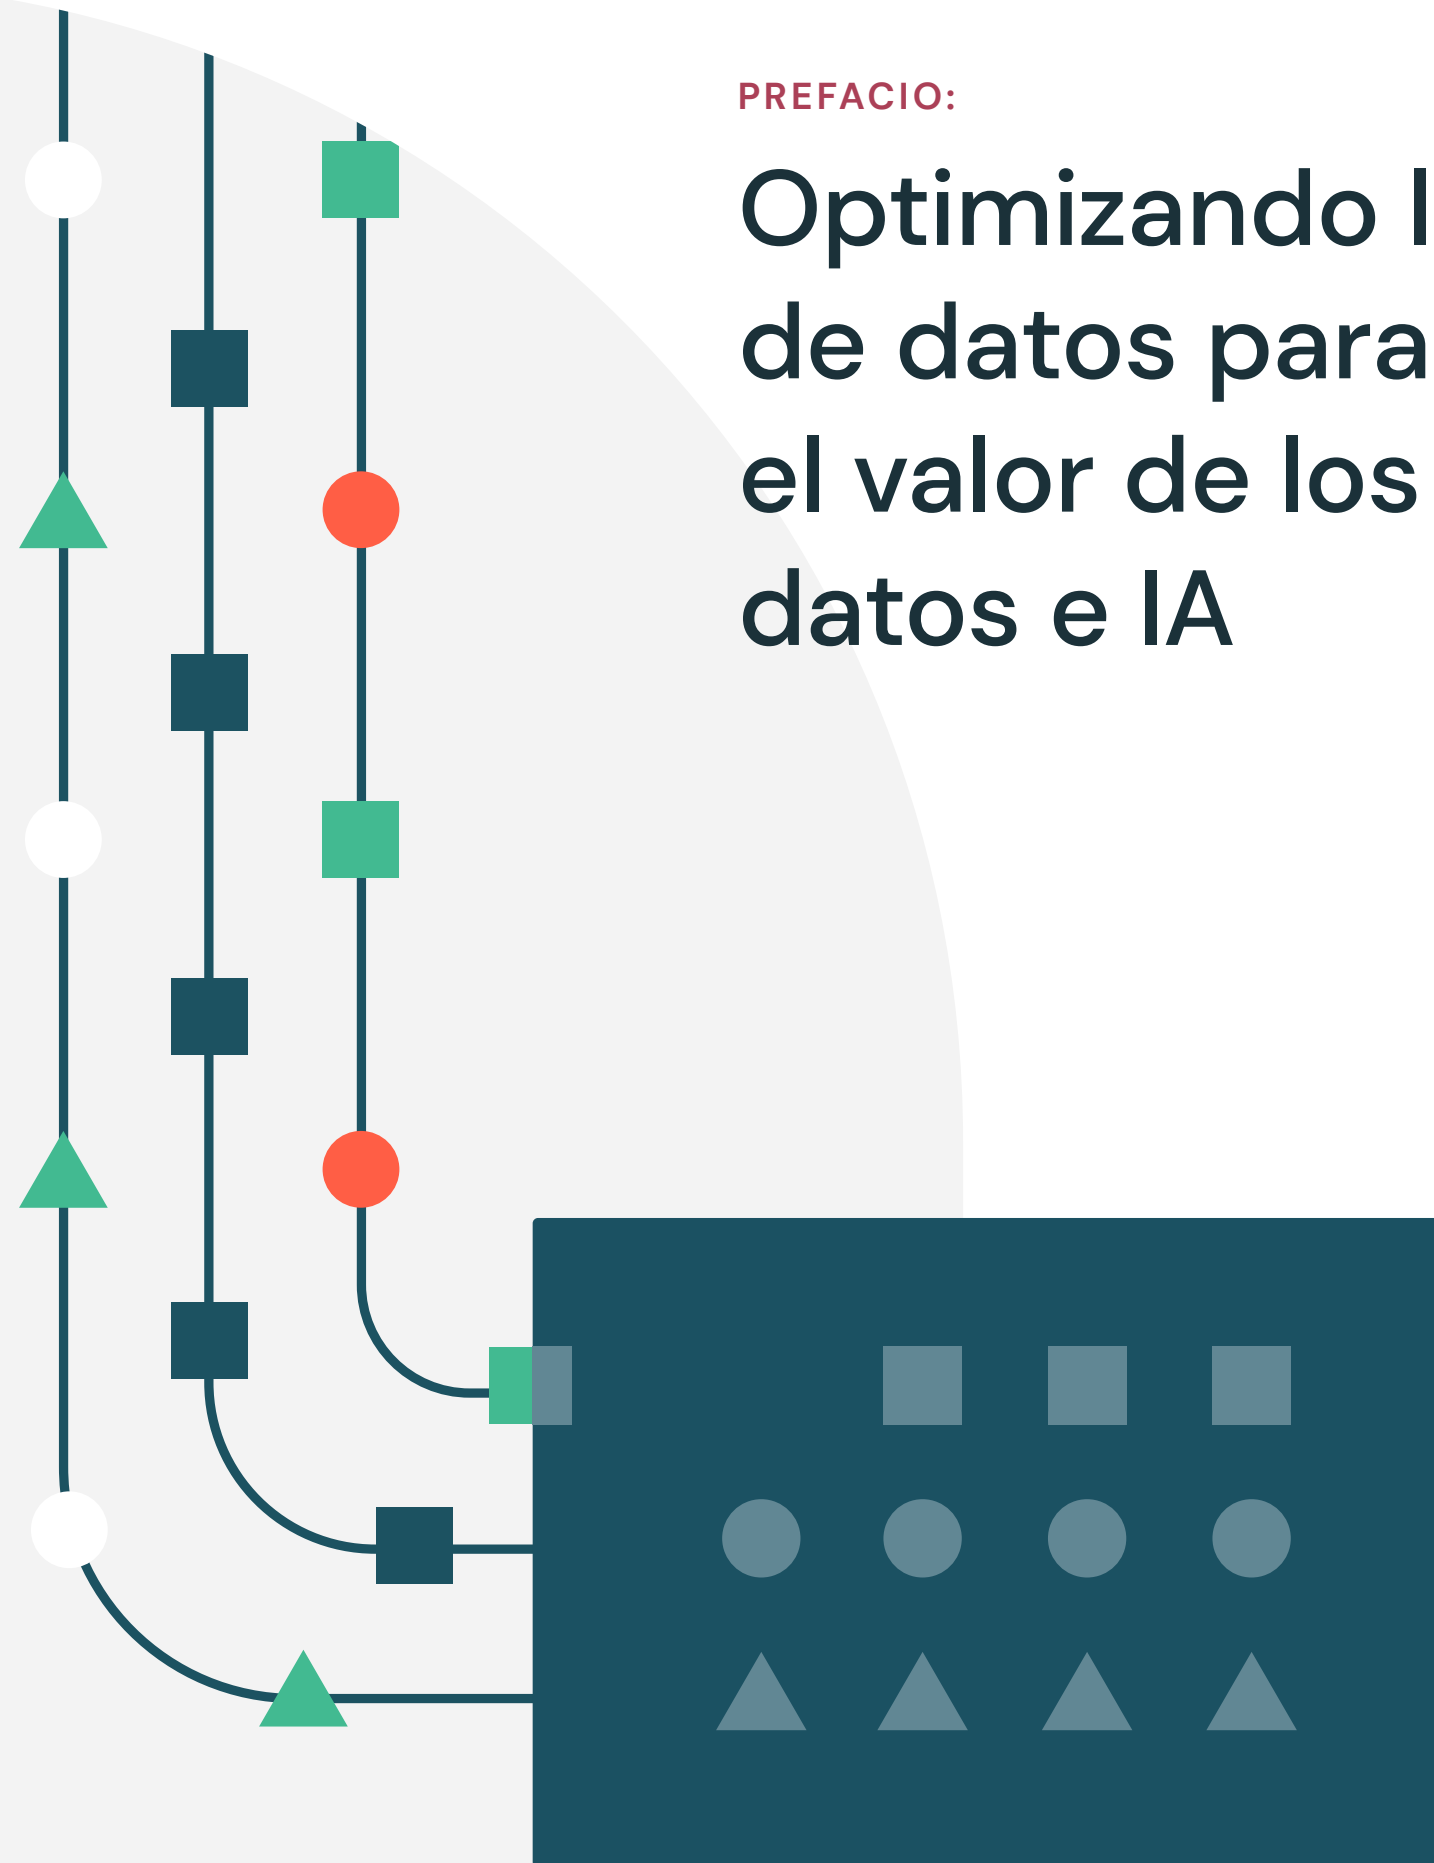 PREFACIO:
Optimizando l
de datos para
el valor de los
datos e IA